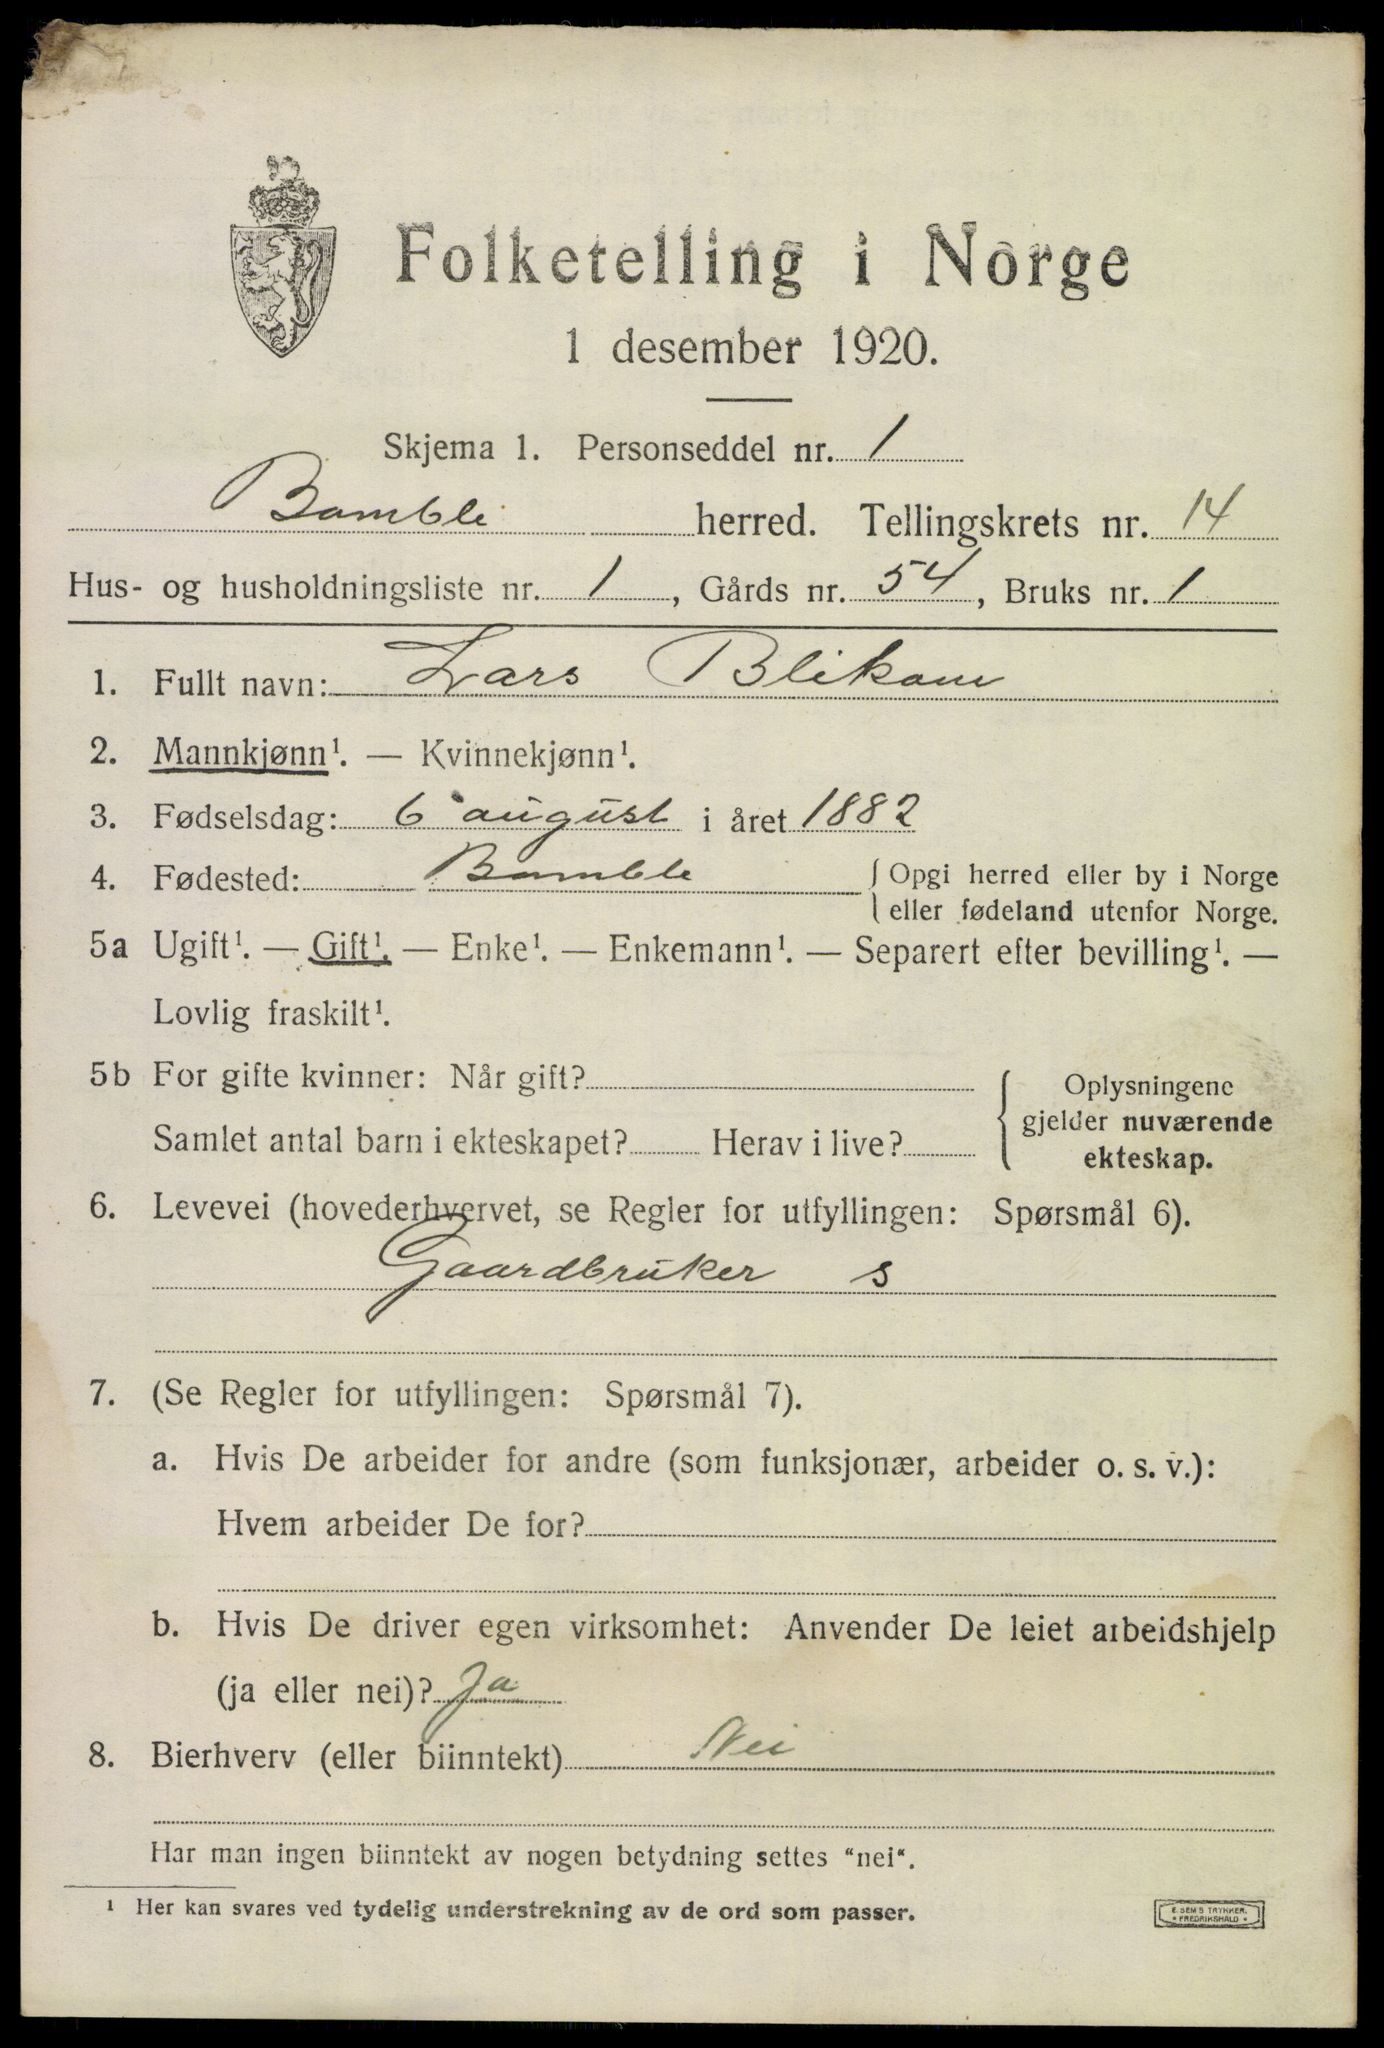 Folketelling i Norge
1 desember 1920.
Skjema 1. Personseddel nr. 1
Bamble herred. Tellingskrets nr. 14
Hus- og husholdningsliste nr. 1, Gårds nr. 54, Bruks nr. 1
1. Fullt navn: Lars Blikom
2. Mannkjønn¹. — Kvinnekjønn¹.
3. Fødselsdag: 6 august i året 1882
4. Fødested: Bamble { Opgi herred eller by i Norge
eller fødeland utenfor Norge.
5a Ugift¹. — Gift¹. — Enke¹. — Enkemann¹. — Separert efter bevilling¹. —
Lovlig fraskilt¹.
5b For gifte kvinner: Når gift?
Samlet antal barn i ekteskapet? Herav i live?
{ Oplysningene
gjelder nuværende
ekteskap.
6. Levevei (hovederhvervet, se Regler for utfyllingen: Spørsmål 6).
Gaardbruker s
7. (Se Regler for utfyllingen: Spørsmål 7).
a. Hvis De arbeider for andre (som funksjonær, arbeider o. s. v.):
Hvem arbeider De for?
b. Hvis De driver egen virksomhet: Anvender De leiet arbeidshjelp
(ja eller nei)? Ja
8. Bierhverv (eller biinntekt) Nei
Har man ingen biinntekt av nogen betydning settes "nei".
¹ Her kan svares ved tydelig understrekning av de ord som passer.
E. SEM'S TRYKKERI
* FREDRIKSHALD *